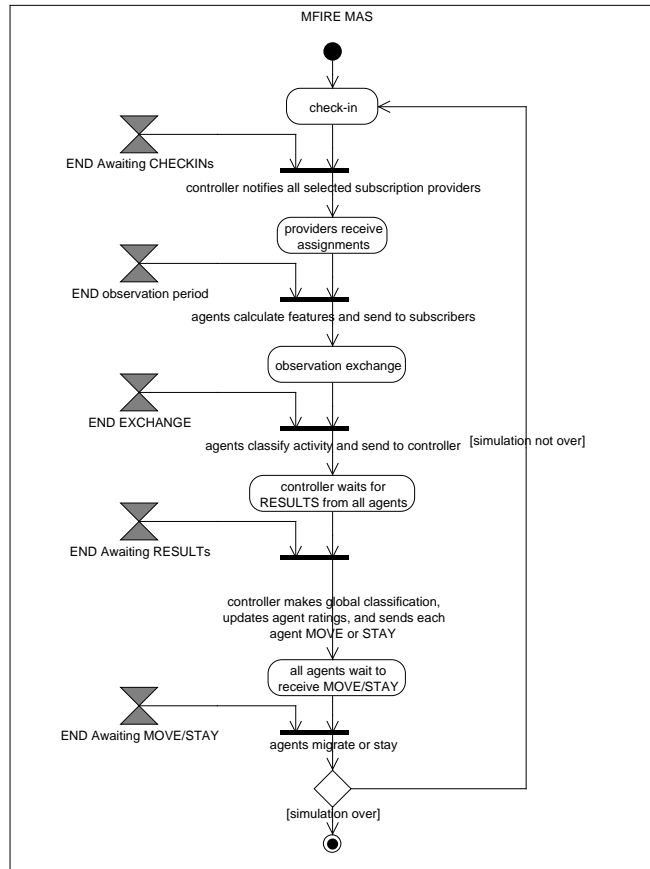 MFIRE MAS
check-in
END Awaiting CHECKINs
controller notifies all selected subscription providers
providers receive
assignments
END observation period
agents calculate features and send to subscribers
observation exchange
END EXCHANGE
agents classify activity and send to controller
[simulation not over]
controller waits for
RESULTS from all agents
END Awaiting RESULTs
controller makes global classification,
updates agent ratings, and sends each
agent MOVE or STAY
all agents wait to
receive MOVE/STAY
END Awaiting MOVE/STAY
agents migrate or stay
[simulation over]